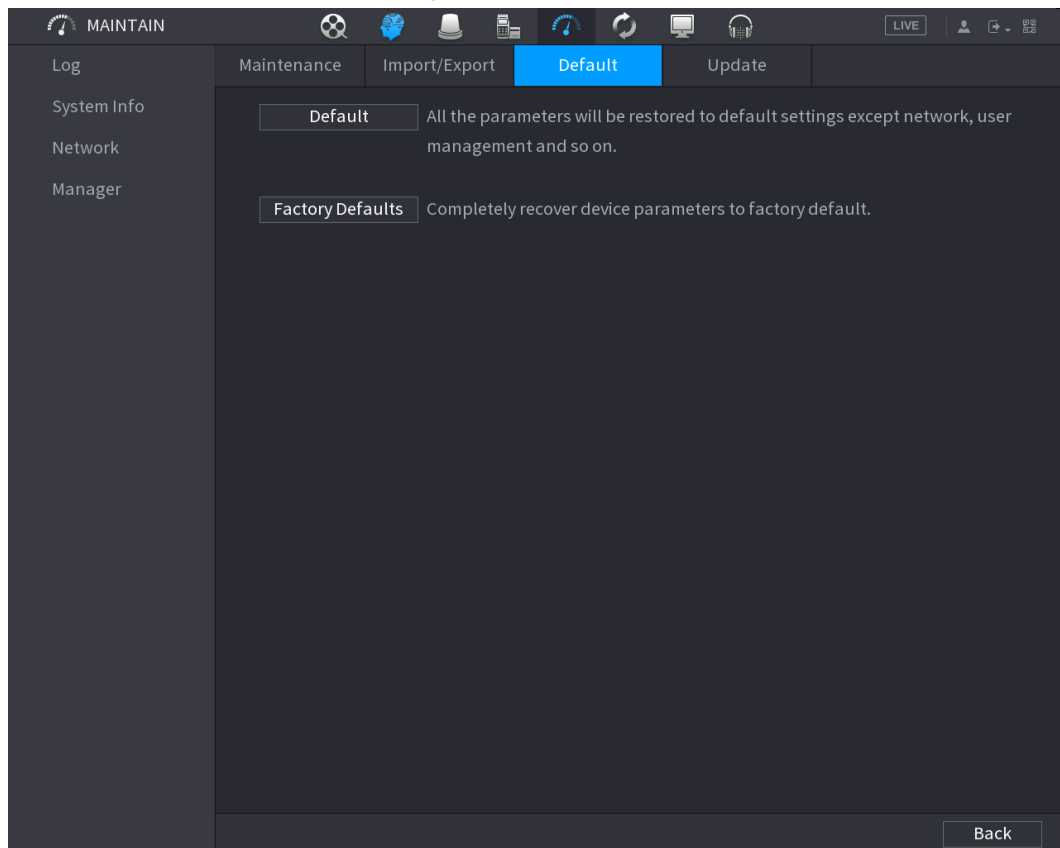 MAINTAIN
LIVE
Log
System Info
Network
Manager
Maintenance
Import/Export
Default
Update
Default
All the parameters will be restored to default settings except network, user
management and so on.
Factory Defaults
Completely recover device parameters to factory default.
Back